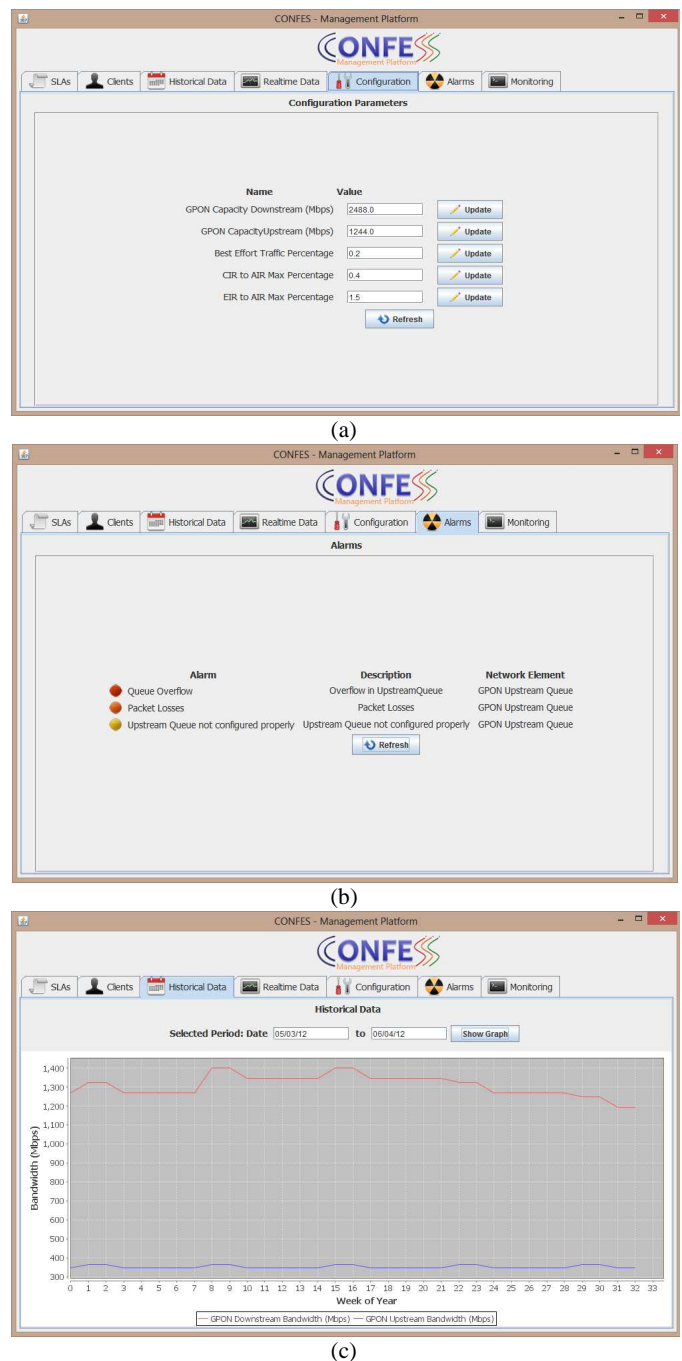 CONFES - Management Platform
CONFES
Management Platform
SLAs Clients Historical Data Realtime Data Configuration Alarms Monitoring
Configuration Parameters
Name Value
GPON Capacity Downstream (Mbps) 2488.0 Update
GPON CapacityUpstream (Mbps) 1244.0 Update
Best Effort Traffic Percentage 0.2 Update
CIR to AIR Max Percentage 0.4 Update
EIR to AIR Max Percentage 1.5 Update
Refresh
(a)
CONFES - Management Platform
CONFES
Management Platform
SLAs Clients Historical Data Realtime Data Configuration Alarms Monitoring
Alarms
Alarm Description Network Element
Queue Overflow Overflow in UpstreamQueue GPON Upstream Queue
Packet Losses Packet Losses GPON Upstream Queue
Upstream Queue not configured properly Upstream Queue not configured properly GPON Upstream Queue
Refresh
(b)
CONFES - Management Platform
CONFES
Management Platform
SLAs Clients Historical Data Realtime Data Configuration Alarms Monitoring
Historical Data
Selected Period: Date 05/03/12 to 06/04/12 Show Graph
Bandwidth (Mbps)
1,400
1,300
1,200
1,100
1,000
900
800
700
600
500
400
300
0 1 2 3 4 5 6 7 8 9 10 11 12 13 14 15 16 17 18 19 20 21 22 23 24 25 26 27 28 29 30 31 32 33
Week of Year
GPON Downstream Bandwidth (Mbps) GPON Upstream Bandwidth (Mbps)
(c)